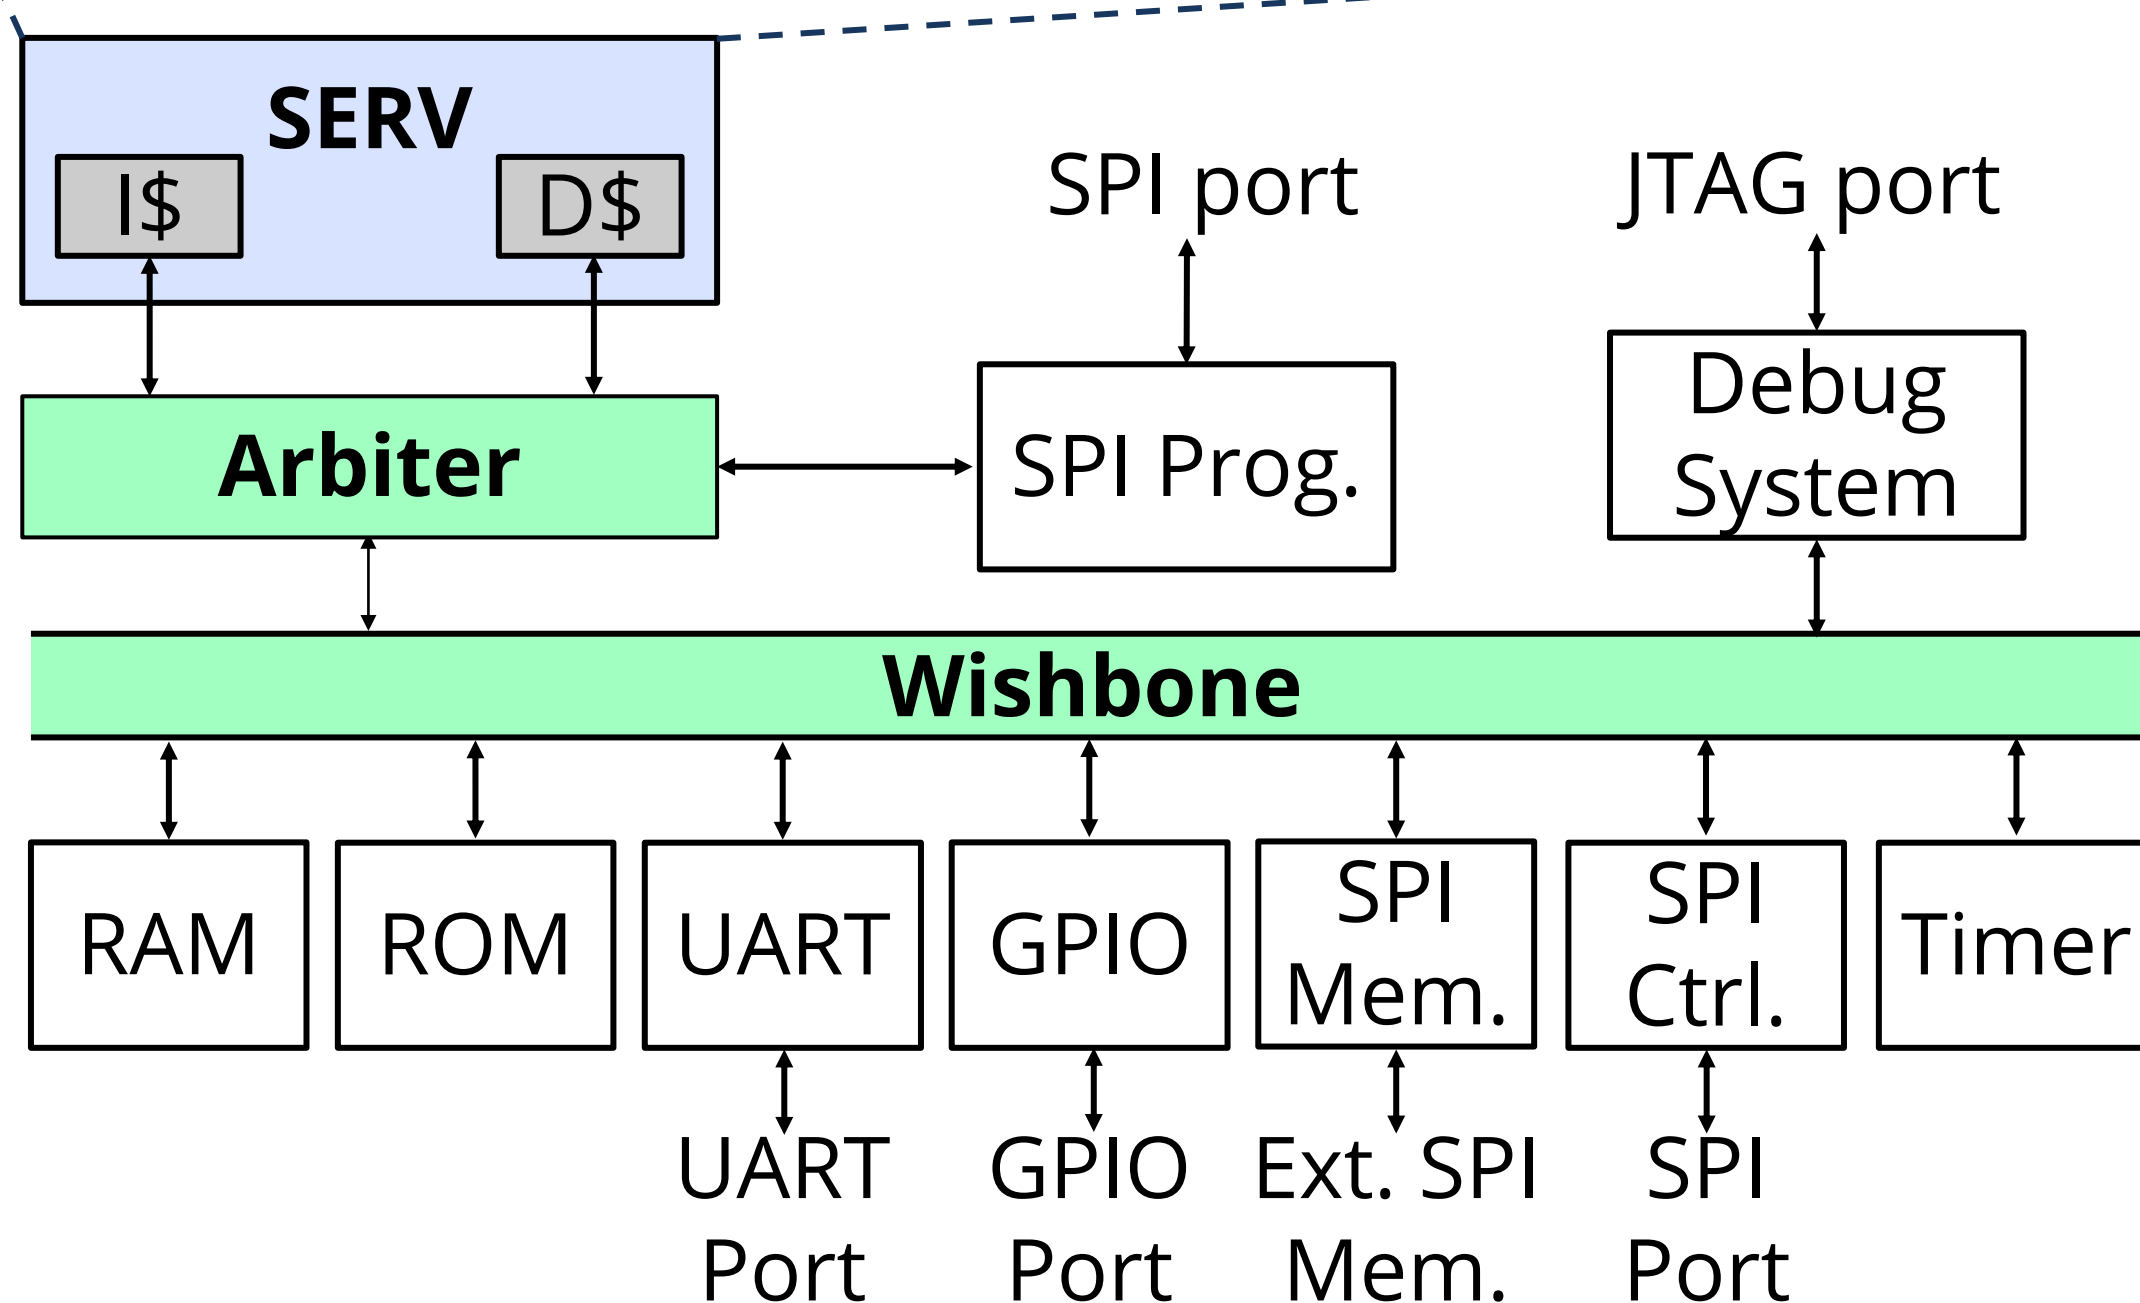 SERV
I$
D$
SPI port
JTAG port
Arbiter
SPI Prog.
Debug
System
Wishbone
RAM
ROM
UART
GPIO
SPI
Mem.
SPI
Ctrl.
Timer
UART
Port
GPIO
Port
Ext. SPI
Mem.
SPI
Port